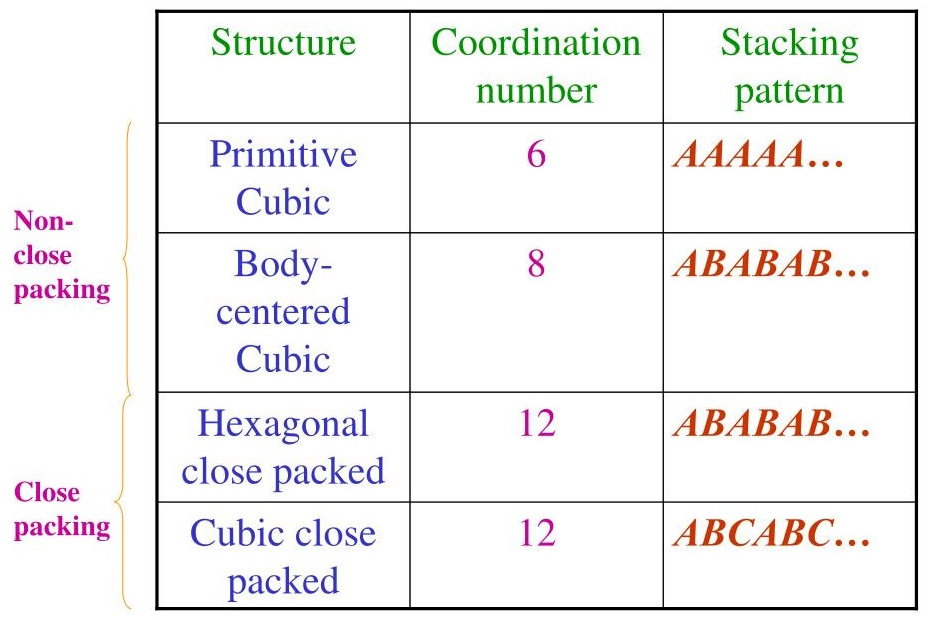 Structure
Coordination
number
Stacking
pattern
Non-
close
packing
Primitive
Cubic
6
AAAAA...
Body-
centered
Cubic
8
ABABAB...
Close
packing
Hexagonal
close packed
12
ABABAB...
Cubic close
packed
12
ABCABC...